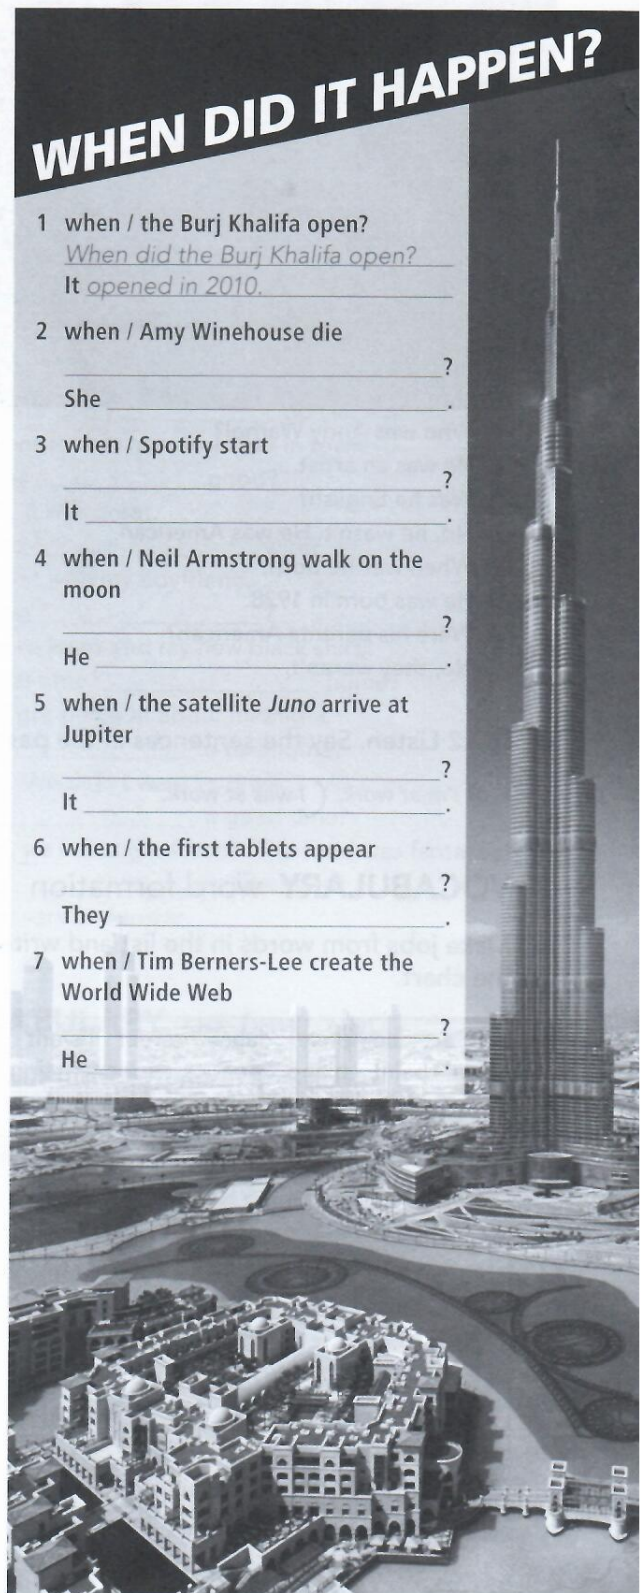 WHEN DID IT HAPPEN?
1 when / the Burj Khalifa open?
When did the Burj Khalifa open?
It opened in 2010.
2 when / Amy Winehouse die
?
She .
3 when / Spotify start
?
It .
4 when / Neil Armstrong walk on the
moon
?
He .
5 when / the satellite Juno arrive at
Jupiter
?
It .
6 when / the first tablets appear
?
They .
7 when / Tim Berners-Lee create the
World Wide Web
?
He .